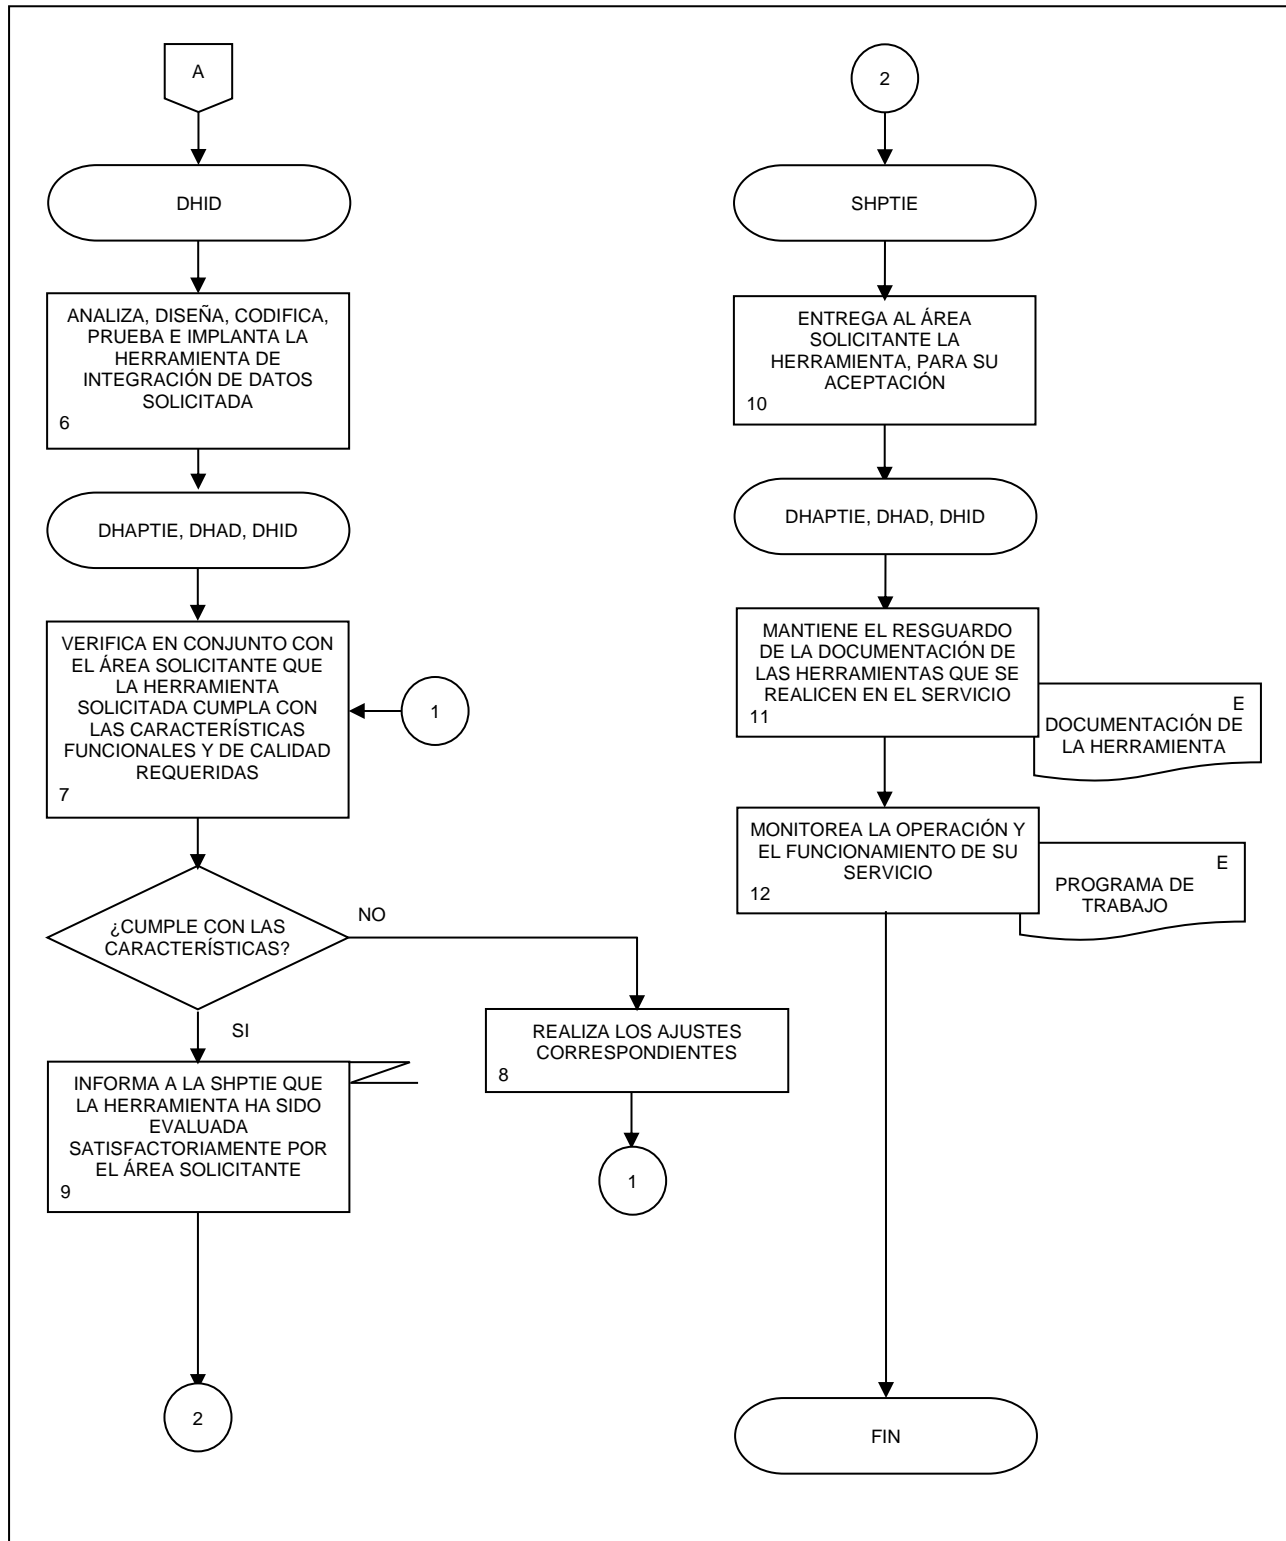 A
DHID
ANALIZA, DISEÑA, CODIFICA,
PRUEBA E IMPLANTA LA
HERRAMIENTA DE
INTEGRACIÓN DE DATOS
SOLICITADA
6
DHAPTIE, DHAD, DHID
VERIFICA EN CONJUNTO CON
EL ÁREA SOLICITANTE QUE
LA HERRAMIENTA
SOLICITADA CUMPLA CON
LAS CARACTERÍSTICAS
FUNCIONALES Y DE CALIDAD
REQUERIDAS
7
1
¿CUMPLE CON LAS
CARACTERÍSTICAS?
NO
SI
REALIZA LOS AJUSTES
CORRESPONDIENTES
8
1
INFORMA A LA SHPTIE QUE
LA HERRAMIENTA HA SIDO
EVALUADA
SATISFACTORIAMENTE POR
EL ÁREA SOLICITANTE
9
2
2
SHPTIE
ENTREGA AL ÁREA
SOLICITANTE LA
HERRAMIENTA, PARA SU
ACEPTACIÓN
10
DHAPTIE, DHAD, DHID
MANTIENE EL RESGUARDO
DE LA DOCUMENTACIÓN DE
LAS HERRAMIENTAS QUE SE
REALICEN EN EL SERVICIO
11
E
DOCUMENTACIÓN DE
LA HERRAMIENTA
MONITOREA LA OPERACIÓN Y
EL FUNCIONAMIENTO DE SU
SERVICIO
12
E
PROGRAMA DE
TRABAJO
FIN